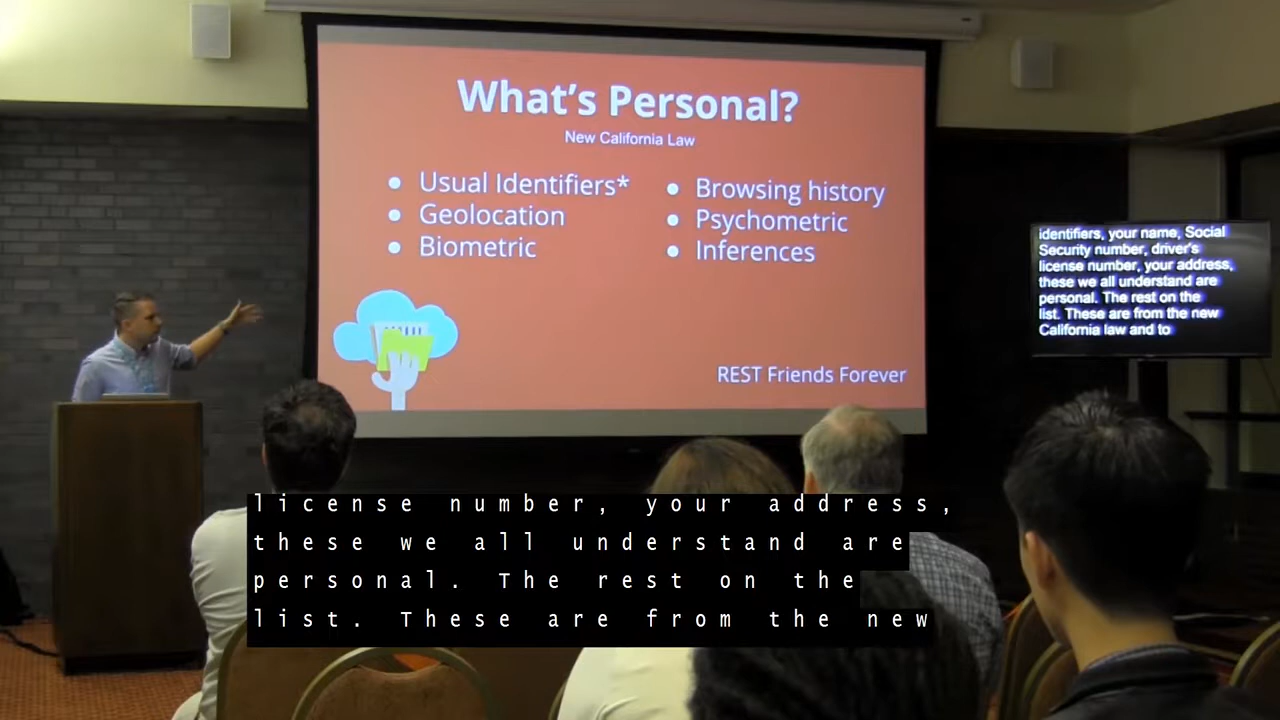 What's Personal?
New California Law
Usual Identifiers*
Geolocation
Biometric
Browsing history
Psychometric
Inferences
REST Friends Forever
identifiers, your name, Social
Security number, driver's
license number, your address,
these we all understand are
personal. The rest on the
list. These are from the new
California law and to
license number, your address,
these we all understand are
personal. The rest on the
list. These are from the new